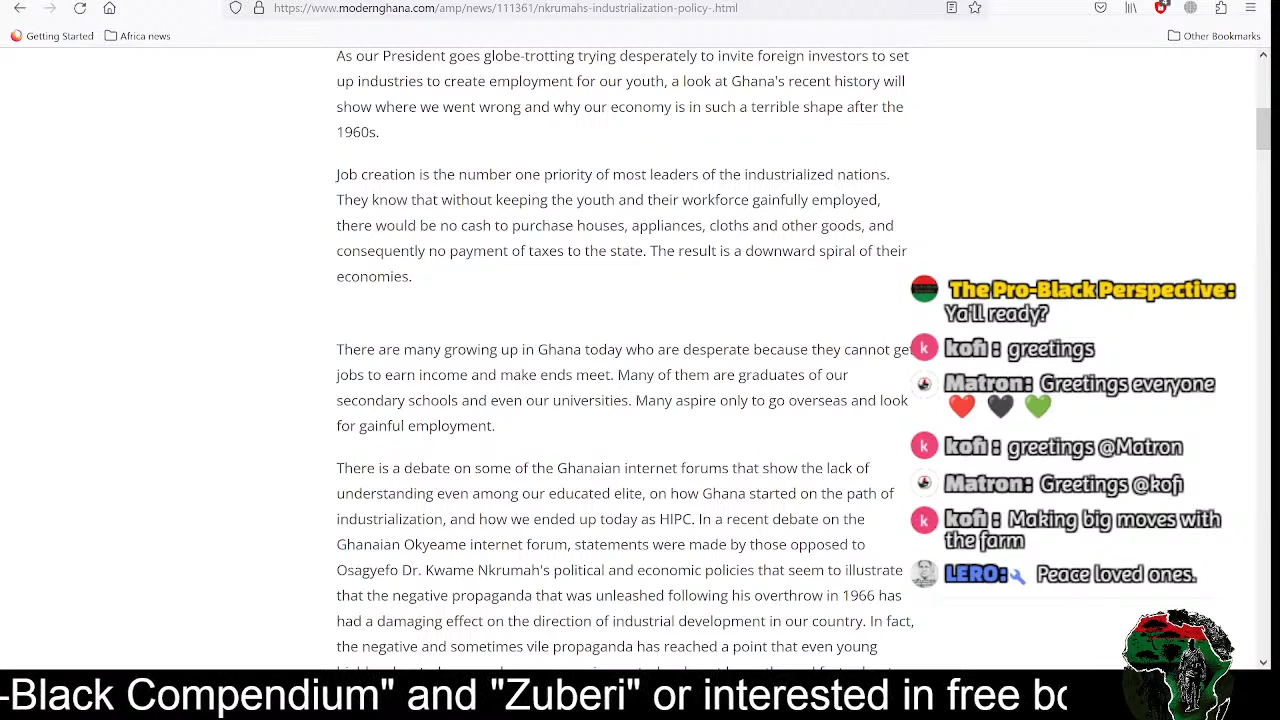 https://www.modernghana.com/amp/news/111361/nkrumahs-industrialization-policy-.html
4
Getting Started
Africa news
Other Bookmarks
As our President goes globe-trotting trying desperately to invite foreign investors to set
up industries to create employment for our youth, a look at Ghana's recent history will
show where we went wrong and why our economy is in such a terrible shape after the
1960s.
Job creation is the number one priority of most leaders of the industrialized nations.
They know that without keeping the youth and their workforce gainfully employed,
there would be no cash to purchase houses, appliances, cloths and other goods, and
consequently no payment of taxes to the state. The result is a downward spiral of their
economies.
There are many growing up in Ghana today who are desperate because they cannot get
jobs to earn income and make ends meet. Many of them are graduates of our
secondary schools and even our universities. Many aspire only to go overseas and look
for gainful employment.
There is a debate on some of the Ghanaian internet forums that show the lack of
understanding even among our educated elite, on how Ghana started on the path of
industrialization, and how we ended up today as HIPC. In a recent debate on the
Ghanaian Okyeame internet forum, statements were made by those opposed to
Osagyefo Dr. Kwame Nkrumah's political and economic policies that seem to illustrate
that the negative propaganda that was unleashed following his overthrow in 1966 has
had a damaging effect on the direction of industrial development in our country. In fact,
the negative and sometimes vile propaganda has reached a point that even young
The Pro-Black Perspective:
Ya'll ready?
k
kofi : greetings
Matron: Greetings everyone
❤️ 🖤 💚
k
kofi : greetings @Matron
Matron: Greetings @kofi
k
kofi : Making big moves with
the farm
LERO: Peace loved ones.
-Black Compendium" and "Zuberi" or interested in free bo